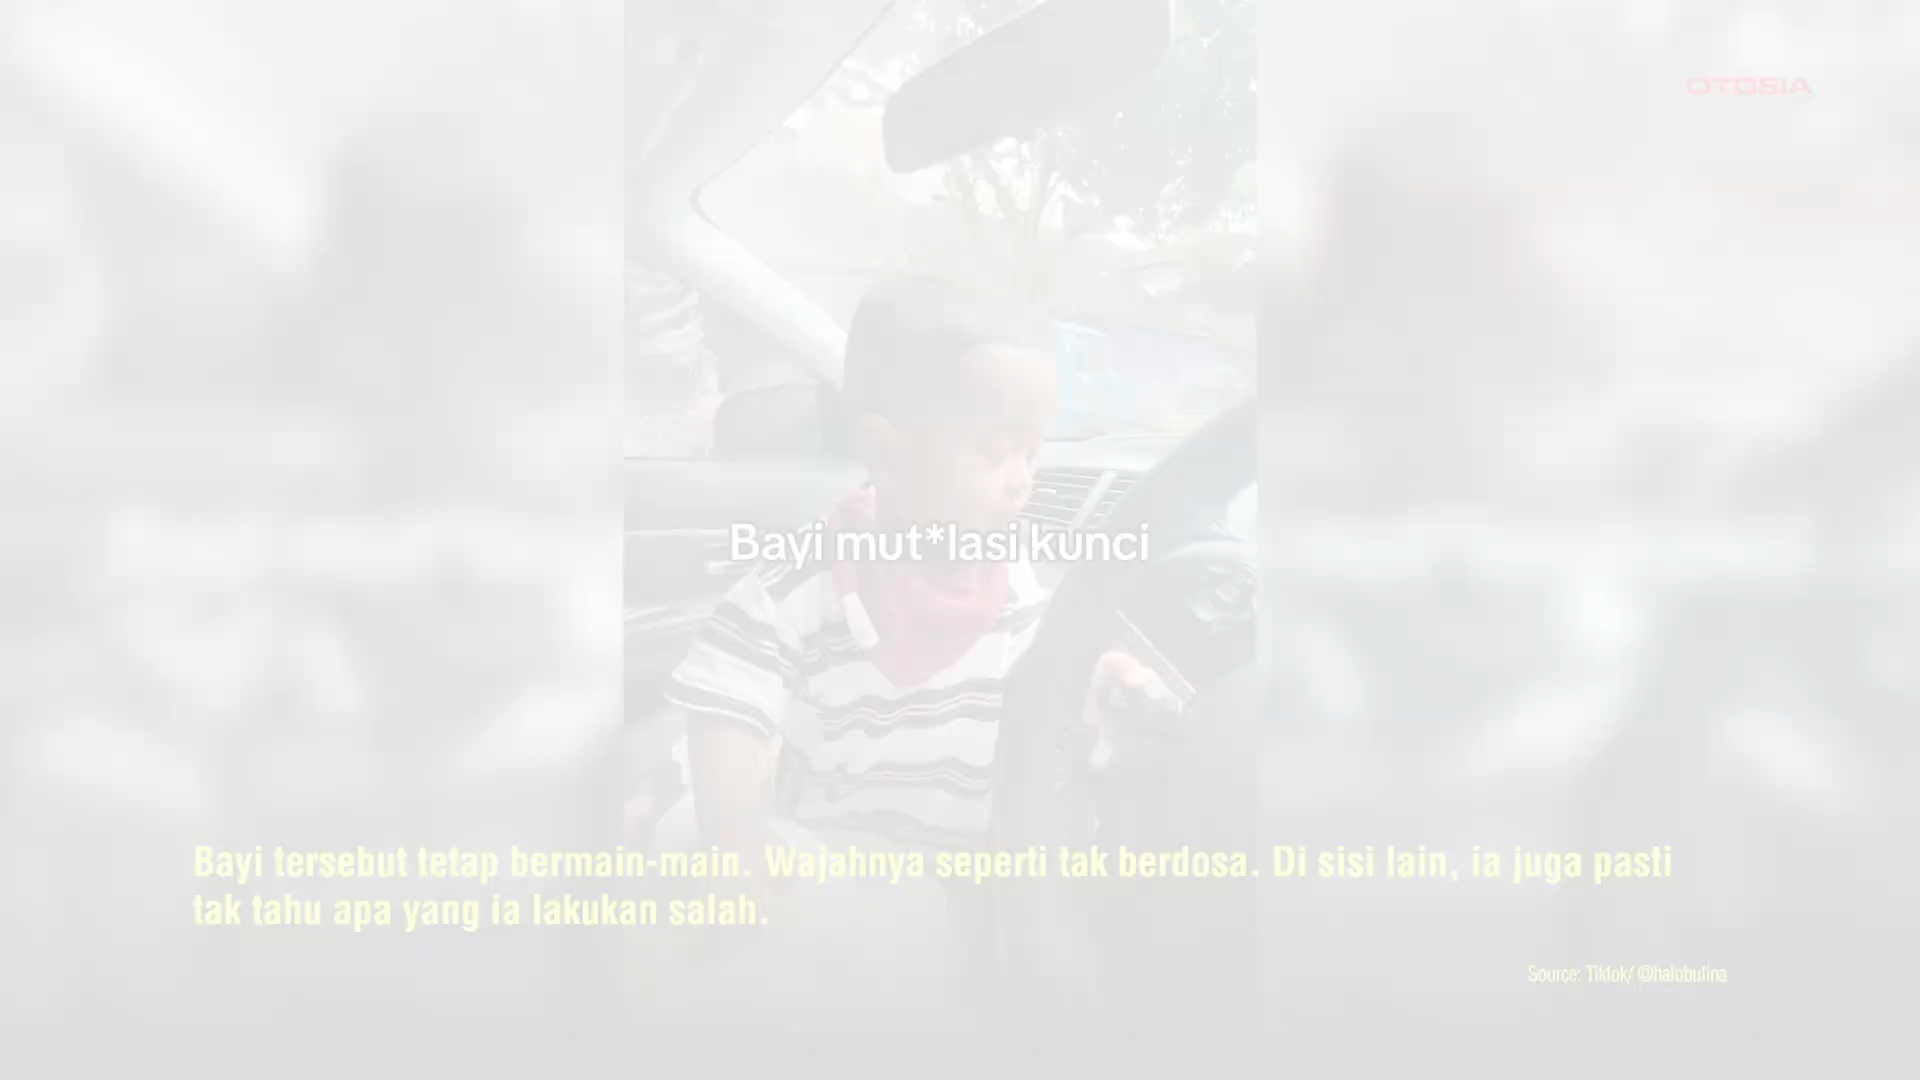 OTOSIA
Bayi mut*lasi kunci
Bayi tersebut tetap bermain-main. Wajahnya seperti tak berdosa. Di sisi lain, ia juga pasti
tak tahu apa yang ia lakukan salah.
Source: Tiktok/ @halobulina